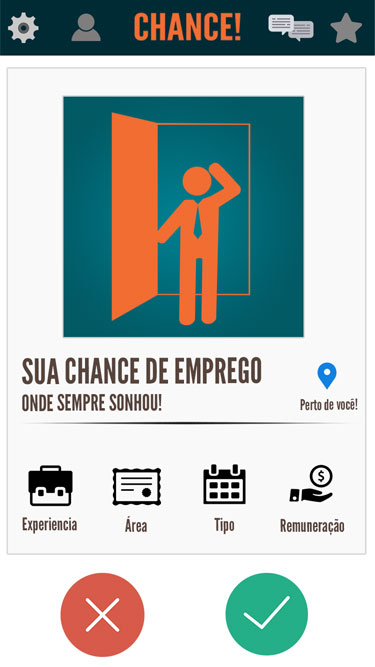 CHANCE!
SUA CHANCE DE EMPREGO
ONDE SEMPRE SONHOU!
Perto de você!
Experiencia
Área
Tipo
Remuneração